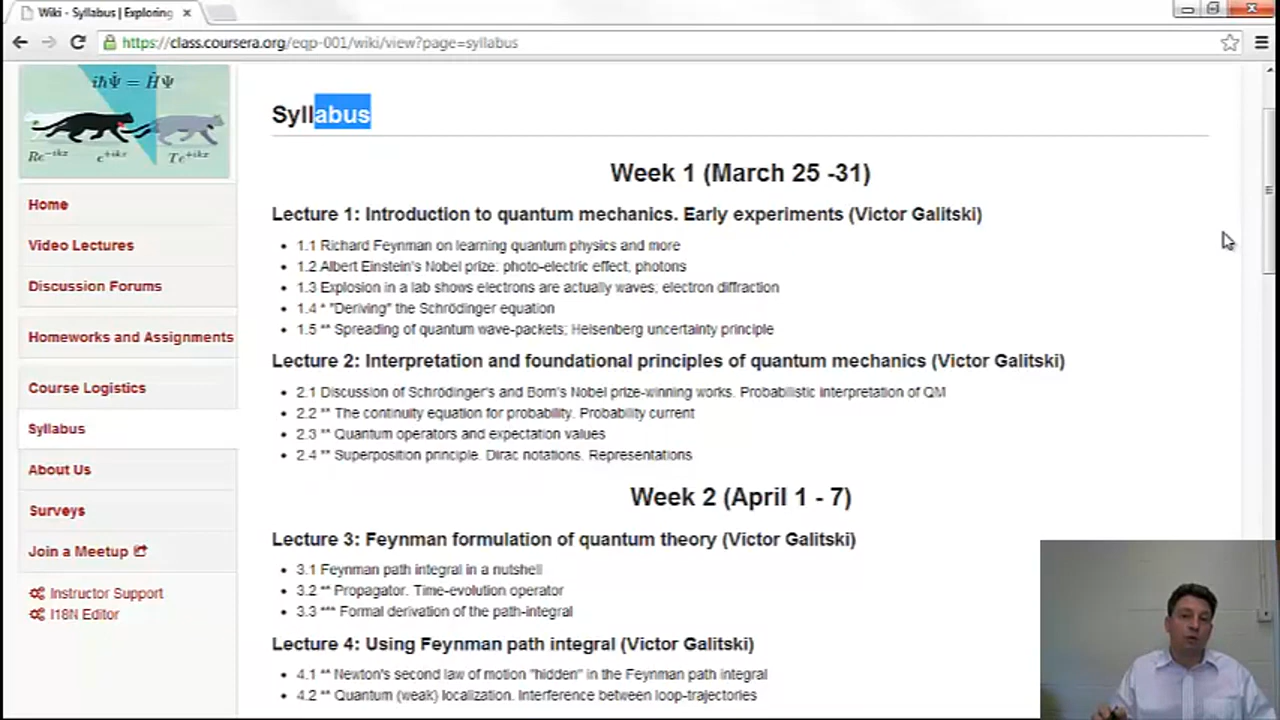 Wiki - Syllabus | Exploring
https://class.coursera.org/eqp-001/wiki/view?page=syllabus
iħΨ̇ = ĤΨ
Re^{-ikx} e^{+ikx} Te^{+ikx}
Home
Video Lectures
Discussion Forums
Homeworks and Assignments
Course Logistics
Syllabus
About Us
Surveys
Join a Meetup
Instructor Support
I18N Editor
Syllabus
Week 1 (March 25 -31)
Lecture 1: Introduction to quantum mechanics. Early experiments (Victor Galitski)
• 1.1 Richard Feynman on learning quantum physics and more
• 1.2 Albert Einstein's Nobel prize: photo-electric effect, photons
• 1.3 Explosion in a lab shows electrons are actually waves; electron diffraction
• 1.4 * "Deriving" the Schrödinger equation
• 1.5 ** Spreading of quantum wave-packets; Heisenberg uncertainty principle
Lecture 2: Interpretation and foundational principles of quantum mechanics (Victor Galitski)
• 2.1 Discussion of Schrödinger's and Born's Nobel prize-winning works. Probabilistic interpretation of QM
• 2.2 ** The continuity equation for probability. Probability current
• 2.3 ** Quantum operators and expectation values
• 2.4 ** Superposition principle. Dirac notations. Representations
Week 2 (April 1 - 7)
Lecture 3: Feynman formulation of quantum theory (Victor Galitski)
• 3.1 Feynman path integral in a nutshell
• 3.2 ** Propagator. Time-evolution operator
• 3.3 *** Formal derivation of the path-integral
Lecture 4: Using Feynman path integral (Victor Galitski)
• 4.1 ** Newton's second law of motion "hidden" in the Feynman path integral
• 4.2 ** Quantum (weak) localization. Interference between loop-trajectories